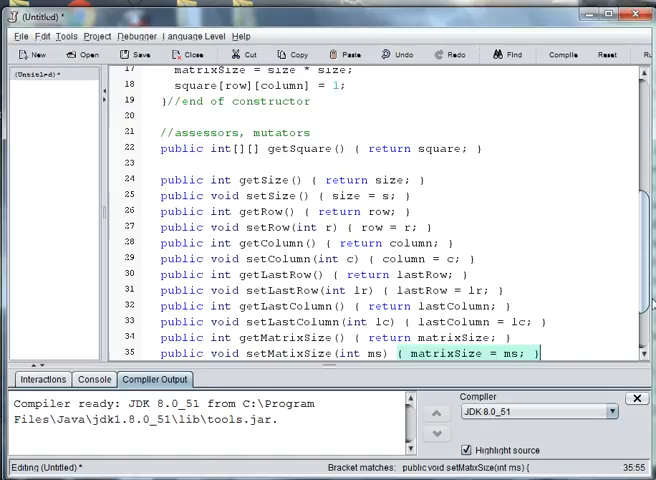 (Untitled) *
File Edit Tools Project Debugger Language Level Help
New Open Save Close Cut Copy Paste Undo Redo Find Compile Reset
(Untitled) *
17 matrixSize = size * size;
18 square[row][column] = 1;
19 }//end of constructor
20
21 //assessors, mutators
22 public int[][] getSquare() { return square; }
23
24 public int getSize() { return size; }
25 public void setSize() { size = s; }
26 public int getRow() { return row; }
27 public void setRow(int r) { row = r; }
28 public int getColumn() { return column; }
29 public void setColumn(int c) { column = c; }
30 public int getLastRow() { return lastRow; }
31 public void setLastRow(int lr) { lastRow = lr; }
32 public int getLastColumn() { return lastColumn; }
33 public void setLastColumn(int lc) { lastColumn = lc; }
34 public int getMatrixSize() { return matrixSize; }
35 public void setMatixSize(int ms) { matrixSize = ms; }
Interactions Console Compiler Output
Compiler ready: JDK 8.0_51 from C:\Program
Files\Java\jdk1.8.0_51\lib\tools.jar.
Compiler
JDK 8.0_51
Highlight source
Editing (Untitled) * Bracket matches: public void setMatixSize(int ms) { 35:55